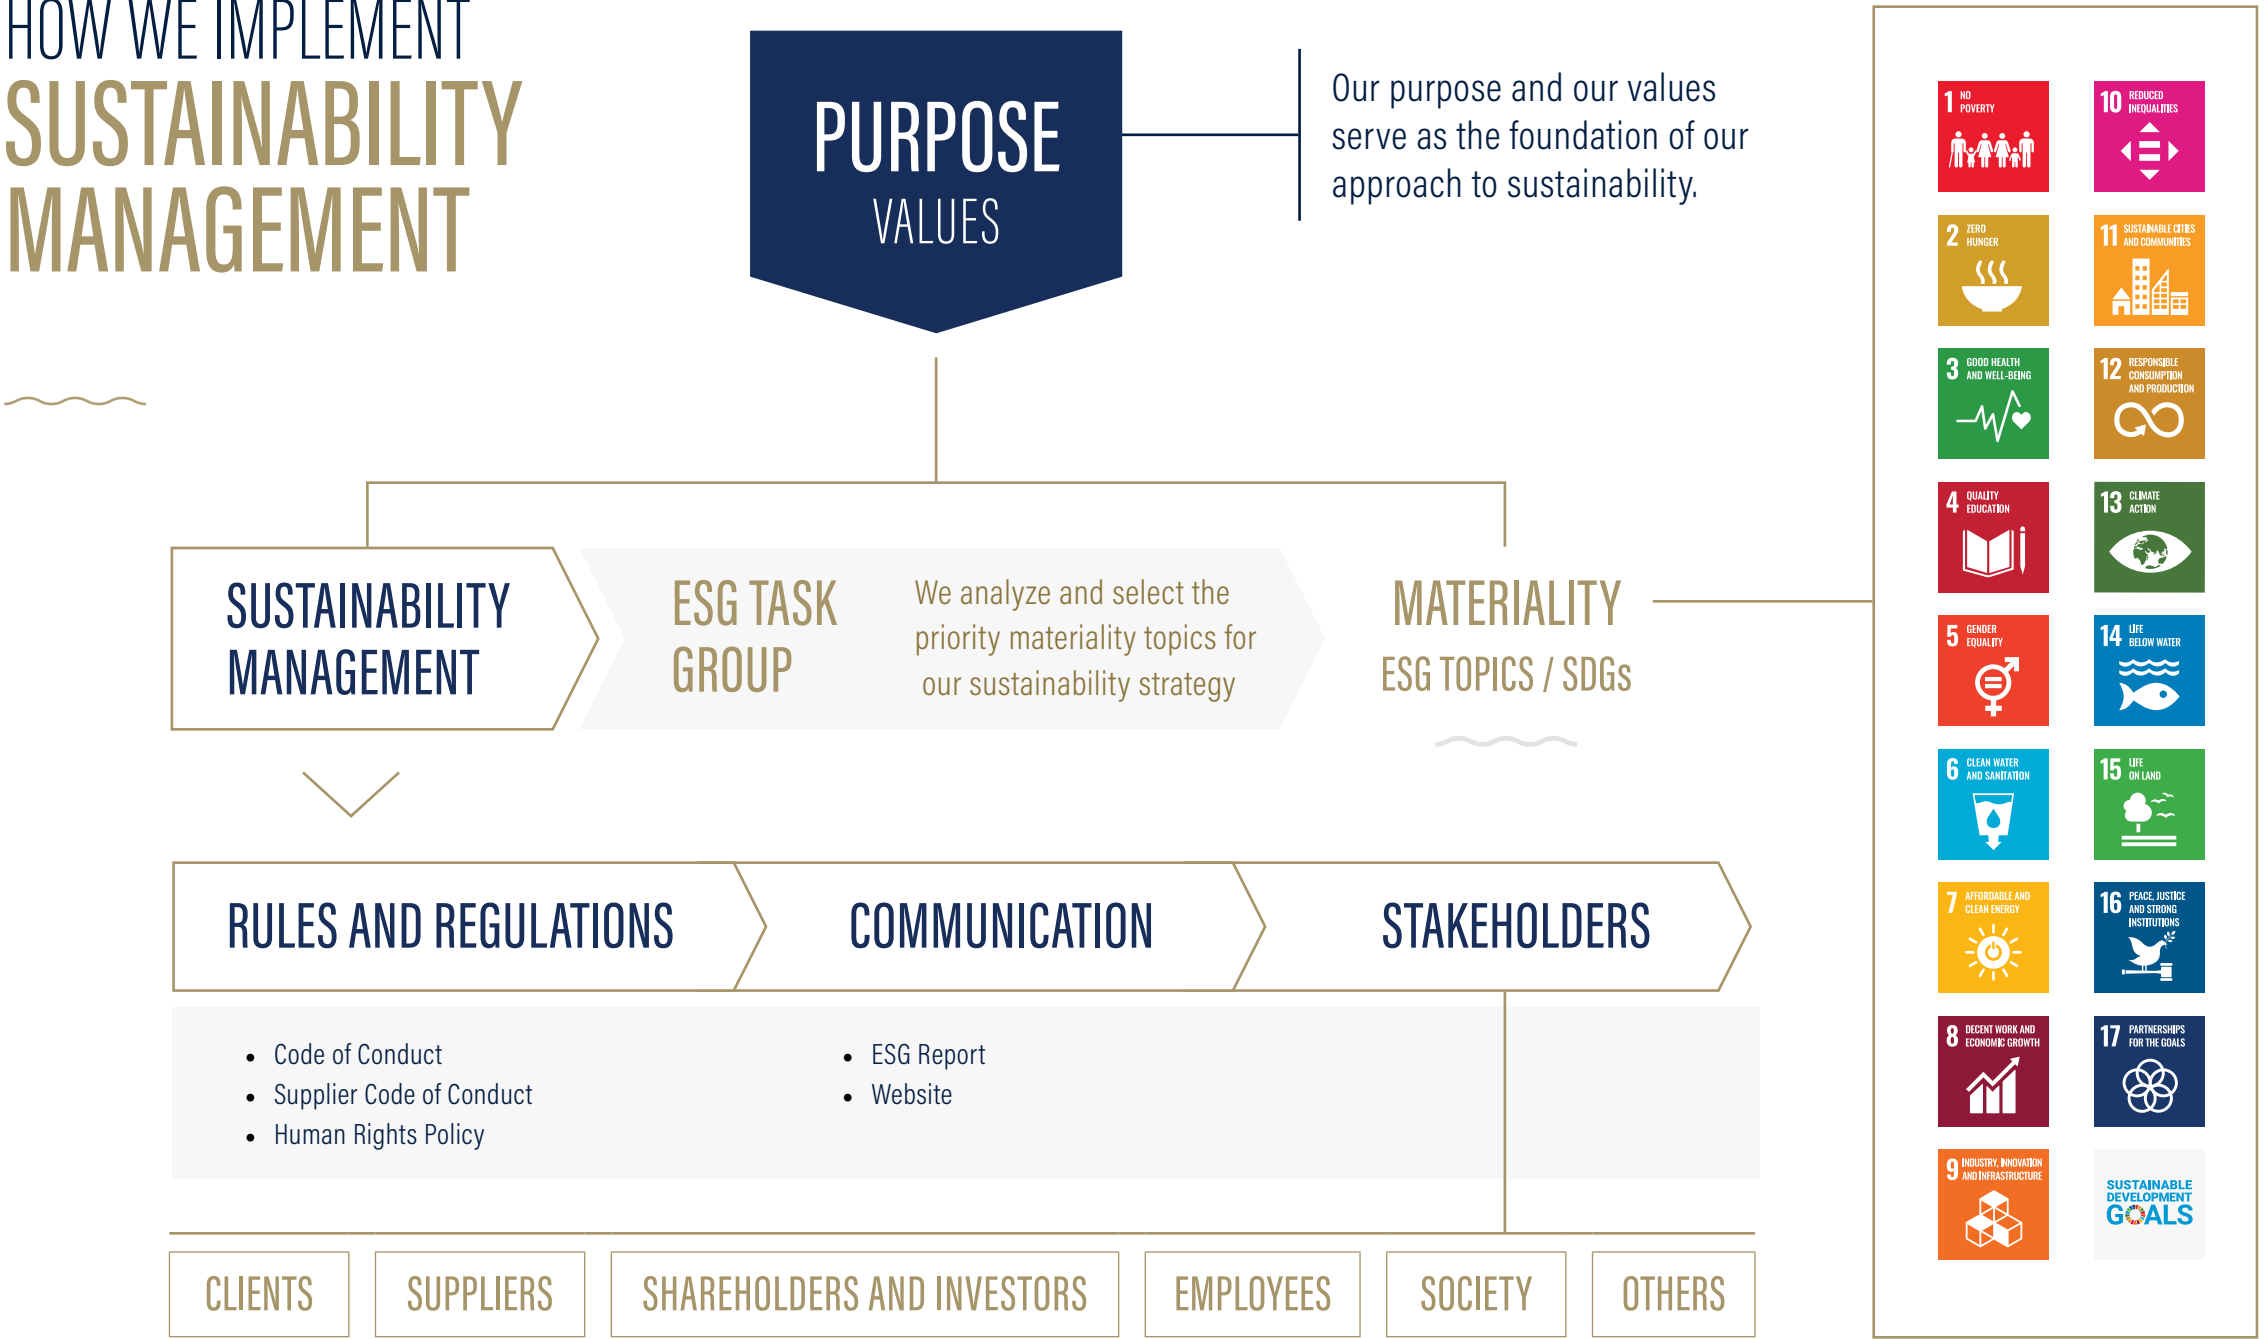 HOW WE IMPLEMENT
SUSTAINABILITY
MANAGEMENT
PURPOSE
VALUES
Our purpose and our values
serve as the foundation of our
approach to sustainability.
SUSTAINABILITY
MANAGEMENT
ESG TASK
GROUP
We analyze and select the
priority materiality topics for
our sustainability strategy
MATERIALITY
ESG TOPICS / SDGs
RULES AND REGULATIONS
COMMUNICATION
STAKEHOLDERS
• Code of Conduct
• Supplier Code of Conduct
• Human Rights Policy
• ESG Report
• Website
CLIENTS
SUPPLIERS
SHAREHOLDERS AND INVESTORS
EMPLOYEES
SOCIETY
OTHERS
1 NO
POVERTY
2 ZERO
HUNGER
3 GOOD HEALTH
AND WELL-BEING
4 QUALITY
EDUCATION
5 GENDER
EQUALITY
6 CLEAN WATER
AND SANITATION
7 AFFORDABLE AND
CLEAN ENERGY
8 DECENT WORK AND
ECONOMIC GROWTH
9 INDUSTRY, INNOVATION
AND INFRASTRUCTURE
10 REDUCED
INEQUALITIES
11 SUSTAINABLE CITIES
AND COMMUNITIES
12 RESPONSIBLE
CONSUMPTION
AND PRODUCTION
13 CLIMATE
ACTION
14 LIFE
BELOW WATER
15 LIFE
ON LAND
16 PEACE, JUSTICE
AND STRONG
INSTITUTIONS
17 PARTNERSHIPS
FOR THE GOALS
SUSTAINABLE
DEVELOPMENT
GOALS